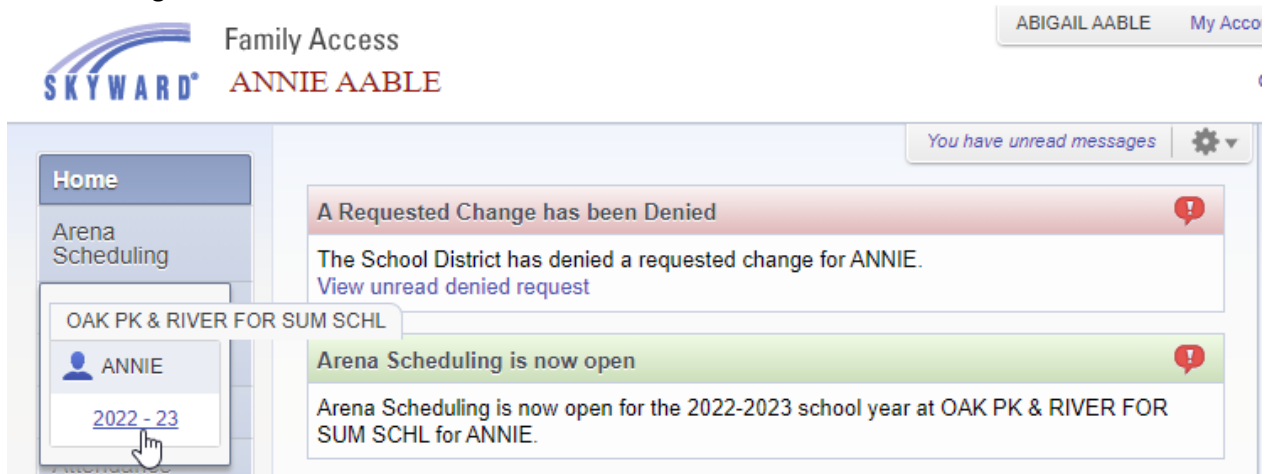 Family Access
ABIGAIL AABLE
My Acco
SKYWARD®
ANNIE AABLE
You have unread messages
Home
A Requested Change has been Denied
Arena
Scheduling
The School District has denied a requested change for ANNIE.
View unread denied request
OAK PK & RIVER FOR SUM SCHL
ANNIE
2022 - 23
Arena Scheduling is now open
Arena Scheduling is now open for the 2022-2023 school year at OAK PK & RIVER FOR
SUM SCHL for ANNIE.
Attendance